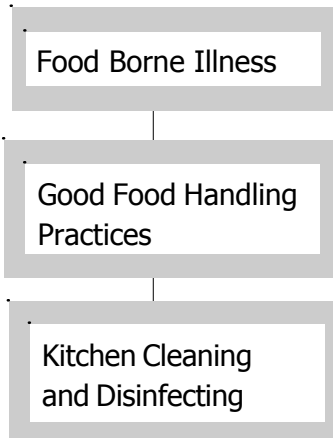 Food Borne Illness
Good Food Handling
Practices
Kitchen Cleaning
and Disinfecting